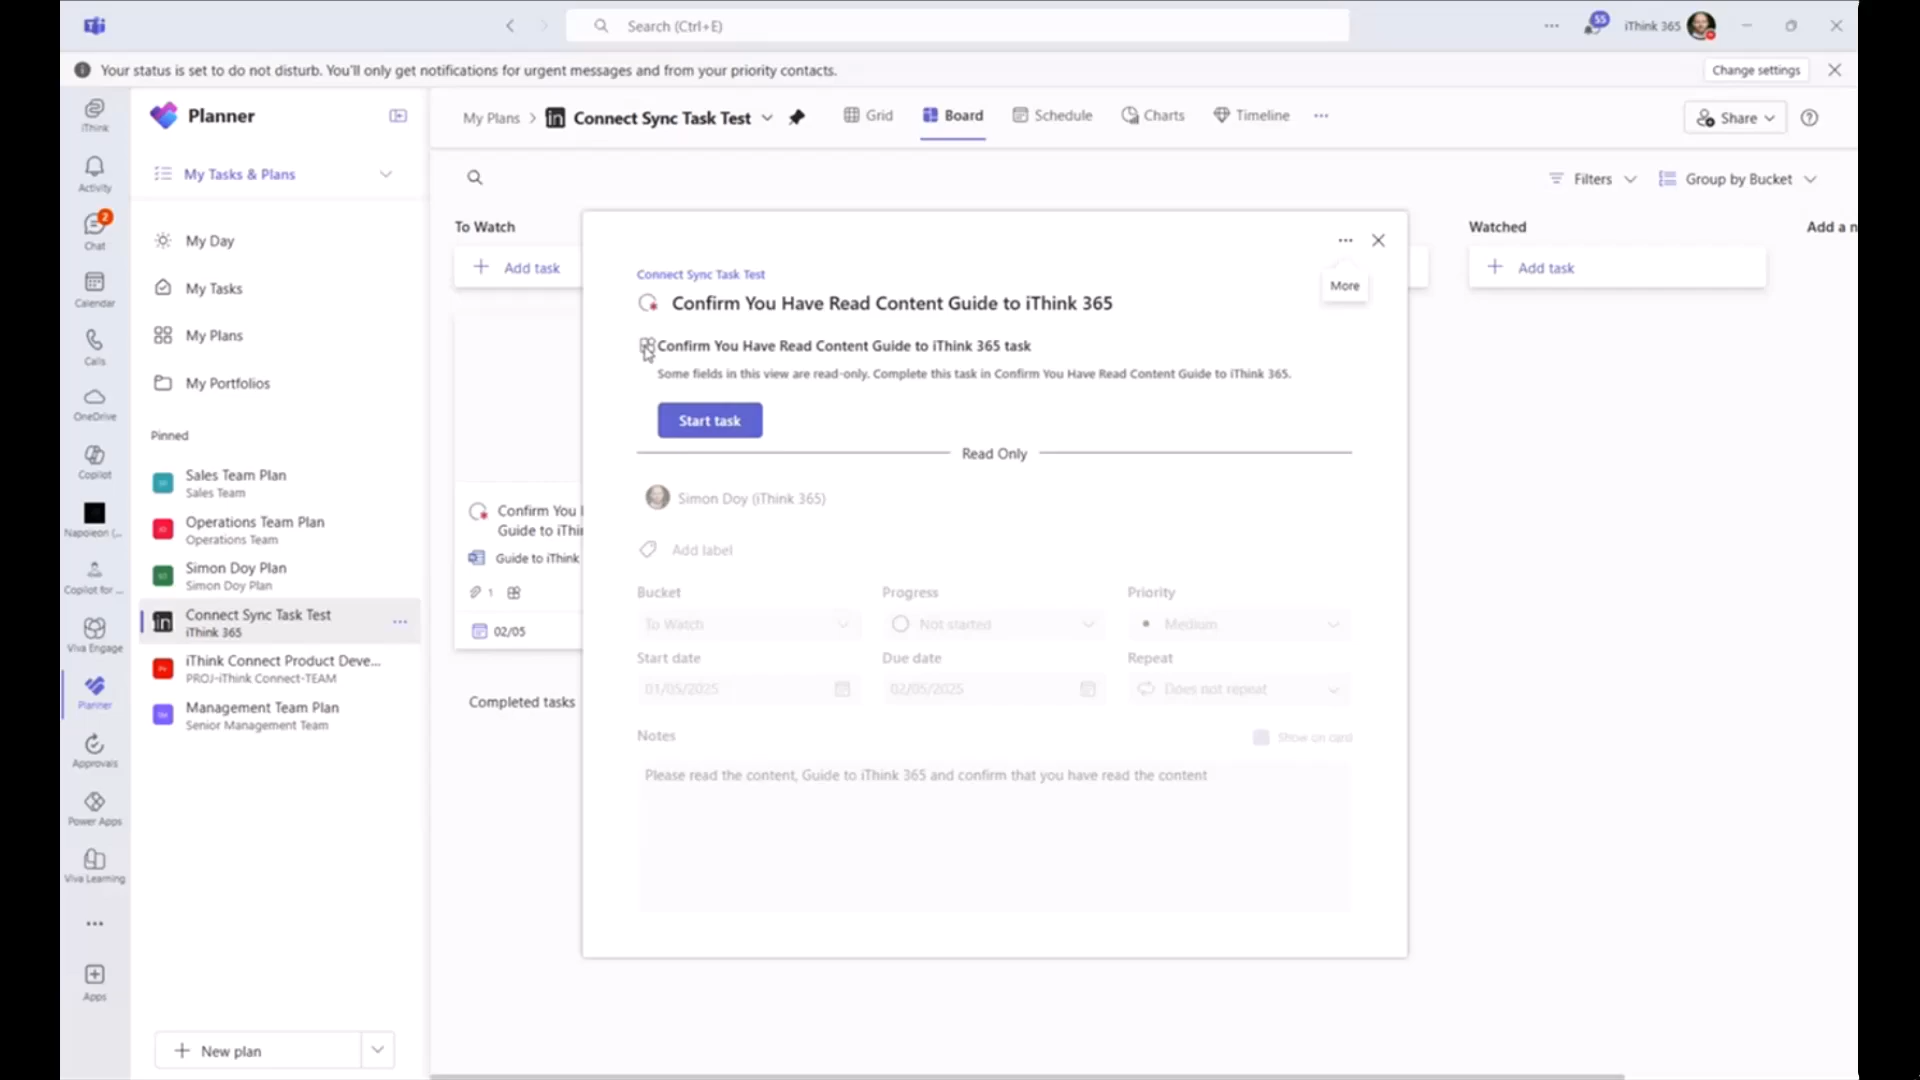 Search (Ctrl+E)
55
iThink 365
Your status is set to do not disturb. You'll only get notifications for urgent messages and from your priority contacts.
Change settings
iThink
Activity
2
Chat
Calendar
Calls
OneDrive
Copilot
Napoleon (...
Copilot for ...
Viva Engage
Planner
Approvals
Power Apps
Viva Learning
Apps
Planner
My Tasks & Plans
My Day
My Tasks
My Plans
My Portfolios
Pinned
Sales Team Plan
Sales Team
Operations Team Plan
Operations Team
Simon Doy Plan
Simon Doy Plan
Connect Sync Task Test
iThink 365
iThink Connect Product Deve...
PROJ-iThink Connect-TEAM
Management Team Plan
Senior Management Team
New plan
My Plans > in Connect Sync Task Test
Grid
Board
Schedule
Charts
Timeline
Share
Filters
Group by Bucket
To Watch
Add task
Confirm You
Guide to iThi
Guide to iThink
1
02/05
Completed tasks
Watched
Add task
Add a n
More
Connect Sync Task Test
Confirm You Have Read Content Guide to iThink 365
Confirm You Have Read Content Guide to iThink 365 task
Some fields in this view are read-only. Complete this task in Confirm You Have Read Content Guide to iThink 365.
Start task
Read Only
Simon Doy (iThink 365)
Add label
Bucket
Progress
Priority
To Watch
Not started
Medium
Start date
Due date
Repeat
01/05/2025
02/05/2025
Does not repeat
Notes
Show on card
Please read the content, Guide to iThink 365 and confirm that you have read the content